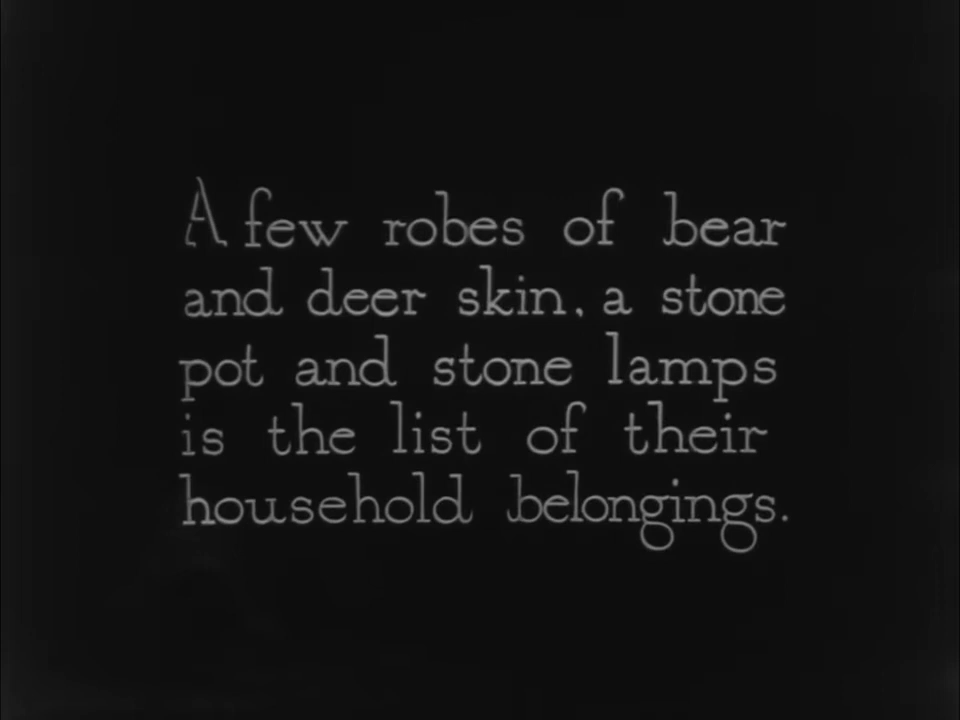 A few robes of bear
and deer skin, a stone
pot and stone lamps
is the list of their
household belongings.